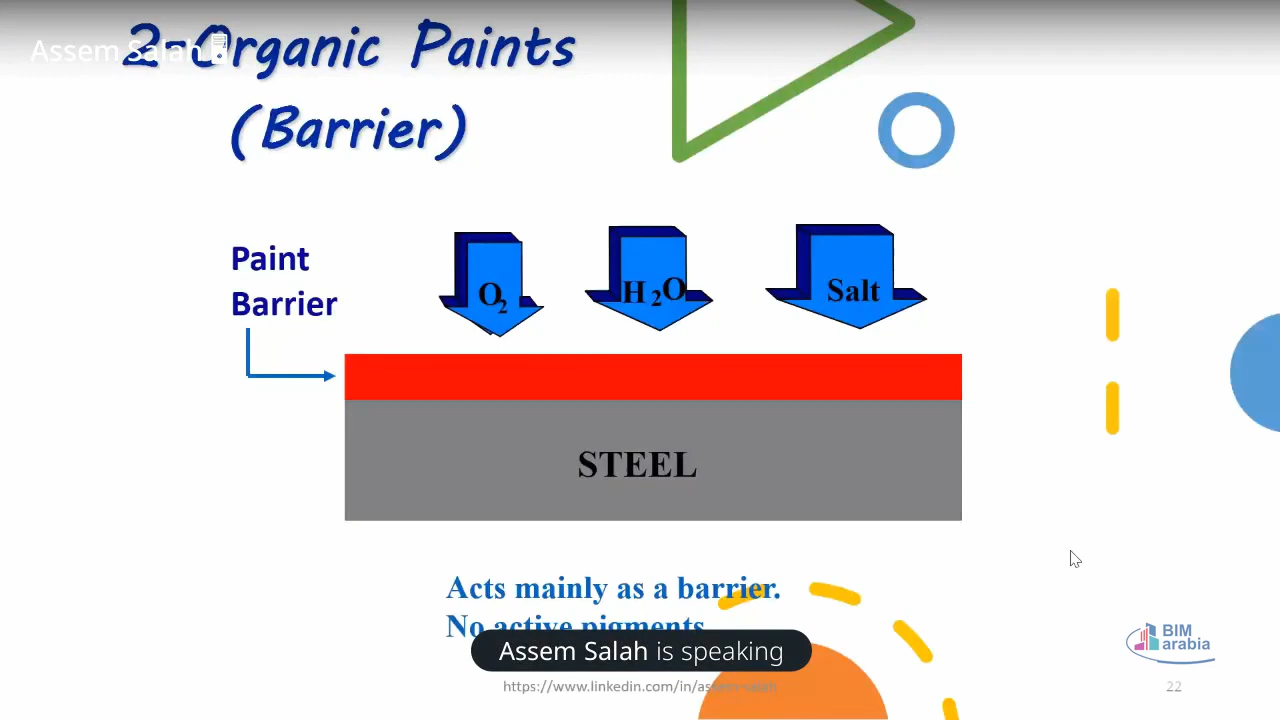 2-Organic Paints
Assem Salah
(Barrier)
Paint
Barrier
O2
H2O
Salt
STEEL
Acts mainly as a barrier.
No active pigments
Assem Salah is speaking
https://www.linkedin.com/in/assem-salah
BIM
arabia
22